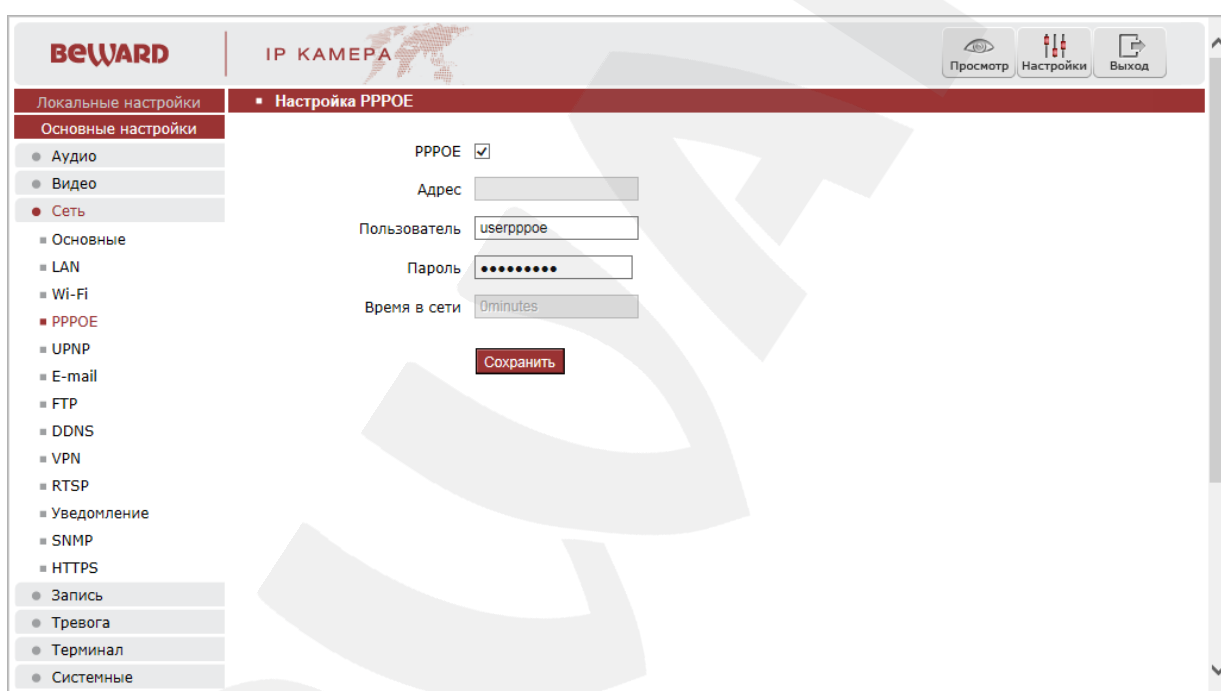 BEWARD
IP КАМЕРА
Просмотр
Настройки
Выход
Локальные настройки
Основные настройки
Аудио
Видео
Сеть
Основные
LAN
Wi-Fi
PPPOE
UPNP
E-mail
FTP
DDNS
VPN
RTSP
Уведомление
SNMP
HTTPS
Запись
Тревога
Терминал
Системные
Настройка PPPOE
PPPOE
Адрес
Пользователь userpppoe
Пароль •••••••••
Время в сети 0minutes
Сохранить